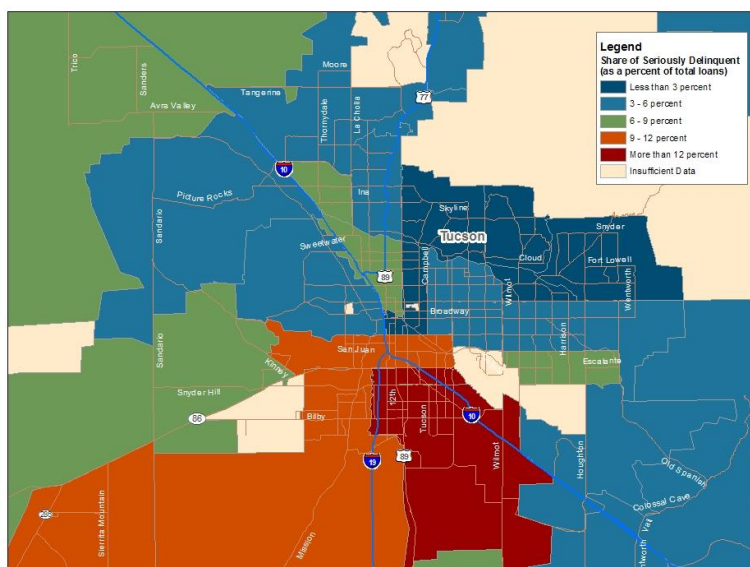 Legend
Share of Seriously Delinquent
(as a percent of total loans)
Less than 3 percent
3 - 6 percent
6 - 9 percent
9 - 12 percent
More than 12 percent
Insufficient Data
Trico
Sanders
Moore
Tangerine
Avra Valley
Thornydale
La Cholla
77
10
Picture Rocks
Ina
Skyline
Tucson
Snyder
Sandario
Sweetwater
Campbell
Cloud
Fort Lowell
Wilmot
Wentworth
89
Broadway
Harrison
San Juan
Sandario
Kinney
Escalante
Snyder Hill
12th
Tucson
86
Bilby
10
Wilmot
Houghton
19
89
Old Spanish
Colossal Cave
Sierrita Mountain
Mission
Vail